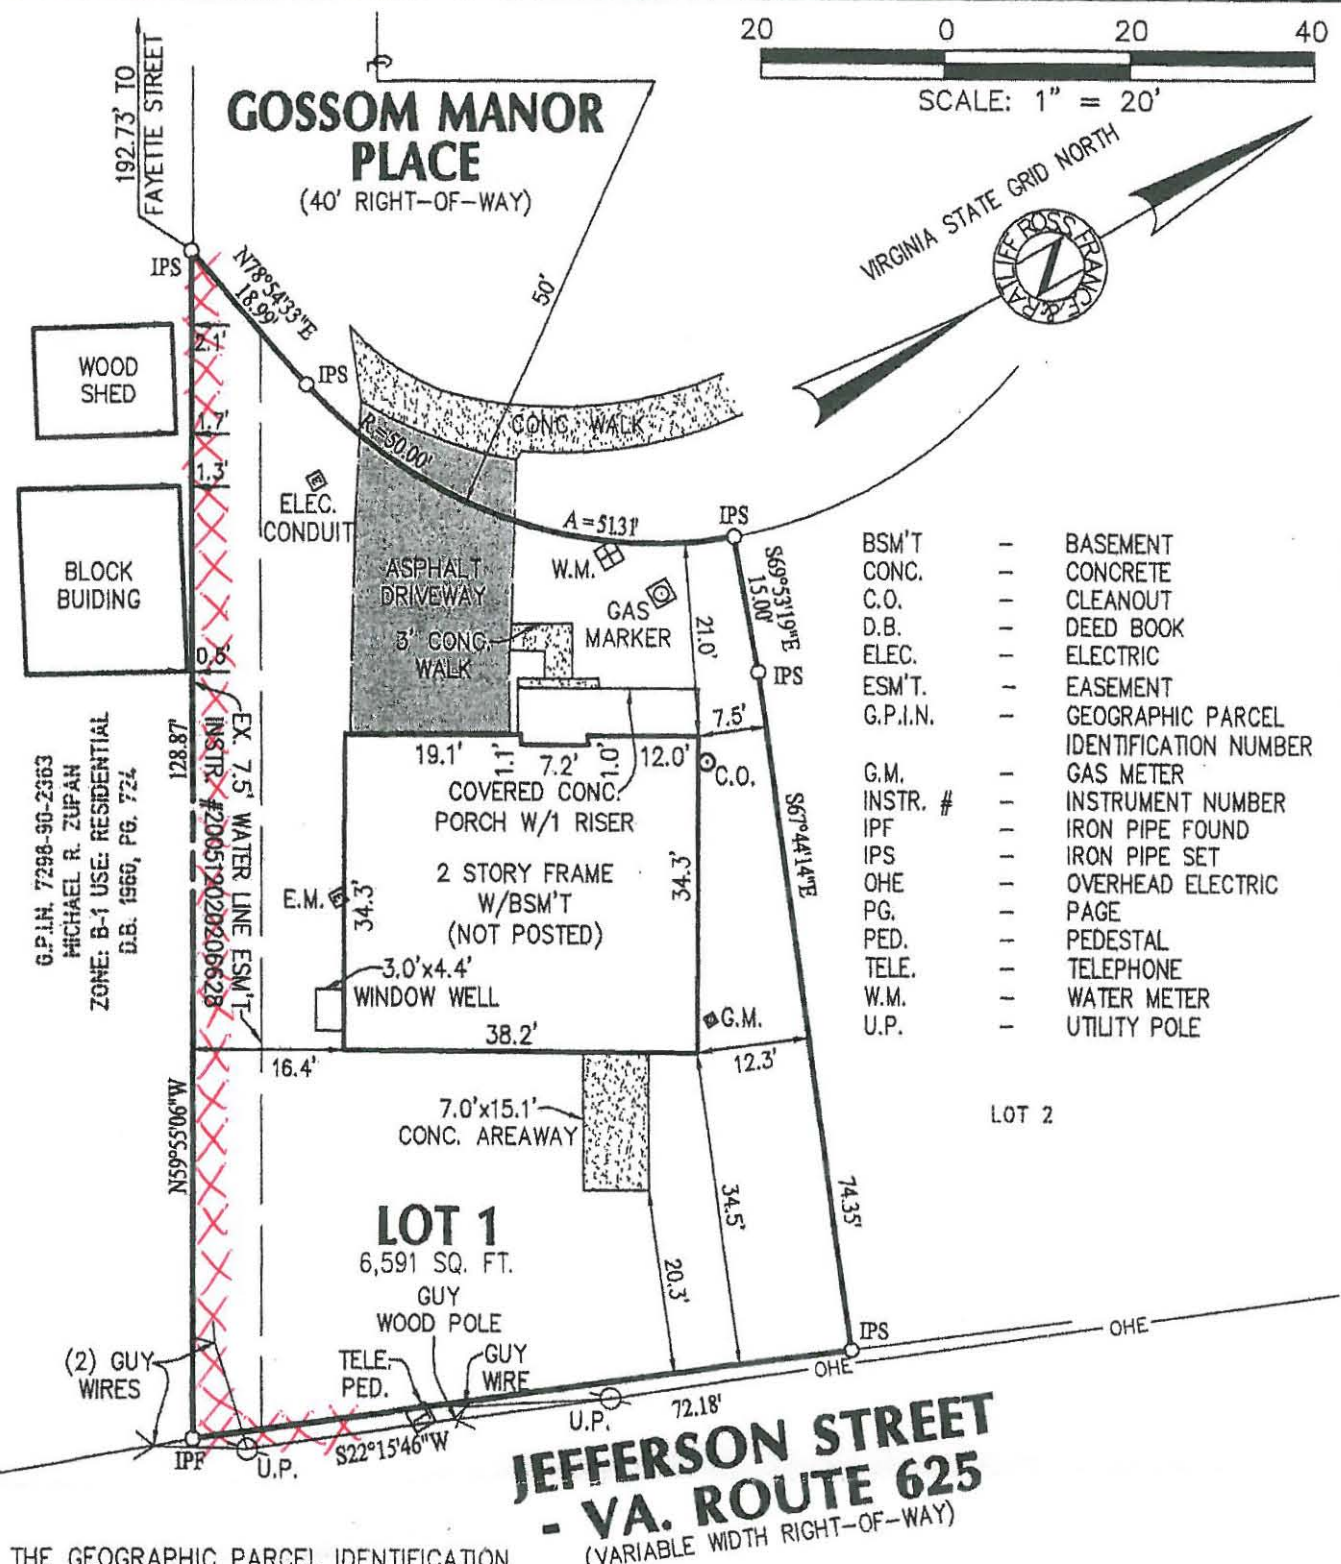 20 0 20 40
SCALE: 1" = 20'
192.73' TO
FAYETTE STREET
GOSSOM MANOR
PLACE
(40' RIGHT-OF-WAY)
VIRGINIA STATE GRID NORTH
ROSS FRANCE & RATLIFF
N
IPS
N78°54'33"E
18.99'
50'
IPS
2.1'
WOOD
SHED
1.7'
1.3'
CONC. WALK
R=50.00'
ELEC.
CONDUIT
A=51.31'
IPS
BLOCK
BUIDING
ASPHALT
DRIVEWAY
W.M.
GAS
MARKER
3' CONC.
WALK
S69°53'19"E
15.00'
21.0'
IPS
7.5'
BSM'T - BASEMENT
CONC. - CONCRETE
C.O. - CLEANOUT
D.B. - DEED BOOK
ELEC. - ELECTRIC
ESM'T. - EASEMENT
G.P.I.N. - GEOGRAPHIC PARCEL
IDENTIFICATION NUMBER
G.M. - GAS METER
INSTR. # - INSTRUMENT NUMBER
IPF - IRON PIPE FOUND
IPS - IRON PIPE SET
OHE - OVERHEAD ELECTRIC
PG. - PAGE
PED. - PEDESTAL
TELE. - TELEPHONE
W.M. - WATER METER
U.P. - UTILITY POLE
128.87'
EX. 7.5' WATER LINE ESM'T
INSTR. #200512020206628
G.P.I.N. 7298-90-2363
MICHAEL R. ZUPAN
ZONE: B-1 USE: RESIDENTIAL
D.B. 1960, PG. 724
19.1' 1.1' 7.2' 1.0' 12.0'
C.O.
COVERED CONC.
PORCH W/1 RISER
2 STORY FRAME
W/BSM'T
(NOT POSTED)
E.M.
34.3'
34.3'
S67°44'14"E
3.0'x4.4'
WINDOW WELL
G.M.
38.2'
16.4'
12.3'
N59°55'06"W
7.0'x15.1'
CONC. AREAWAY
LOT 2
34.5'
74.35'
LOT 1
6,591 SQ. FT.
20.3'
GUY
WOOD POLE
(2) GUY
WIRES
TELE.
PED.
GUY
WIRE
IPS
OHE
OHE
U.P.
72.18'
IPF
U.P.
S22°15'46"W
JEFFERSON STREET
- VA. ROUTE 625
(VARIABLE WIDTH RIGHT-OF-WAY)
THE GEOGRAPHIC PARCEL IDENTIFICATION